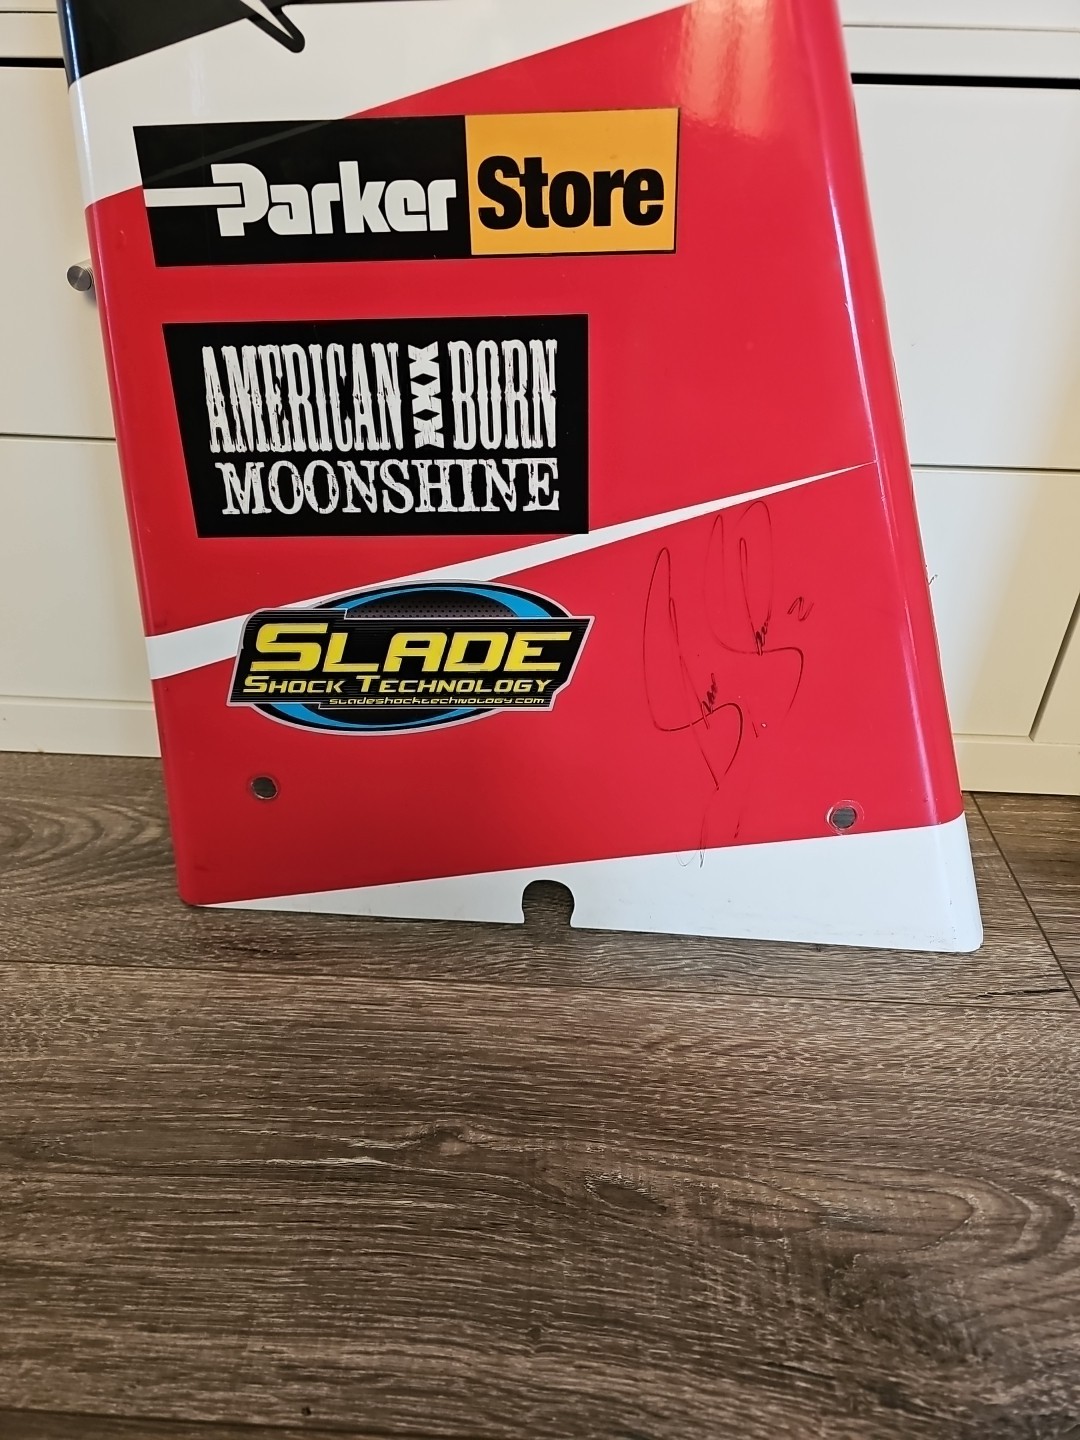 Parker Store
AMERICAN XXX BORN
MOONSHINE
SLADE
SHOCK TECHNOLOGY
sladeshocktechnology.com